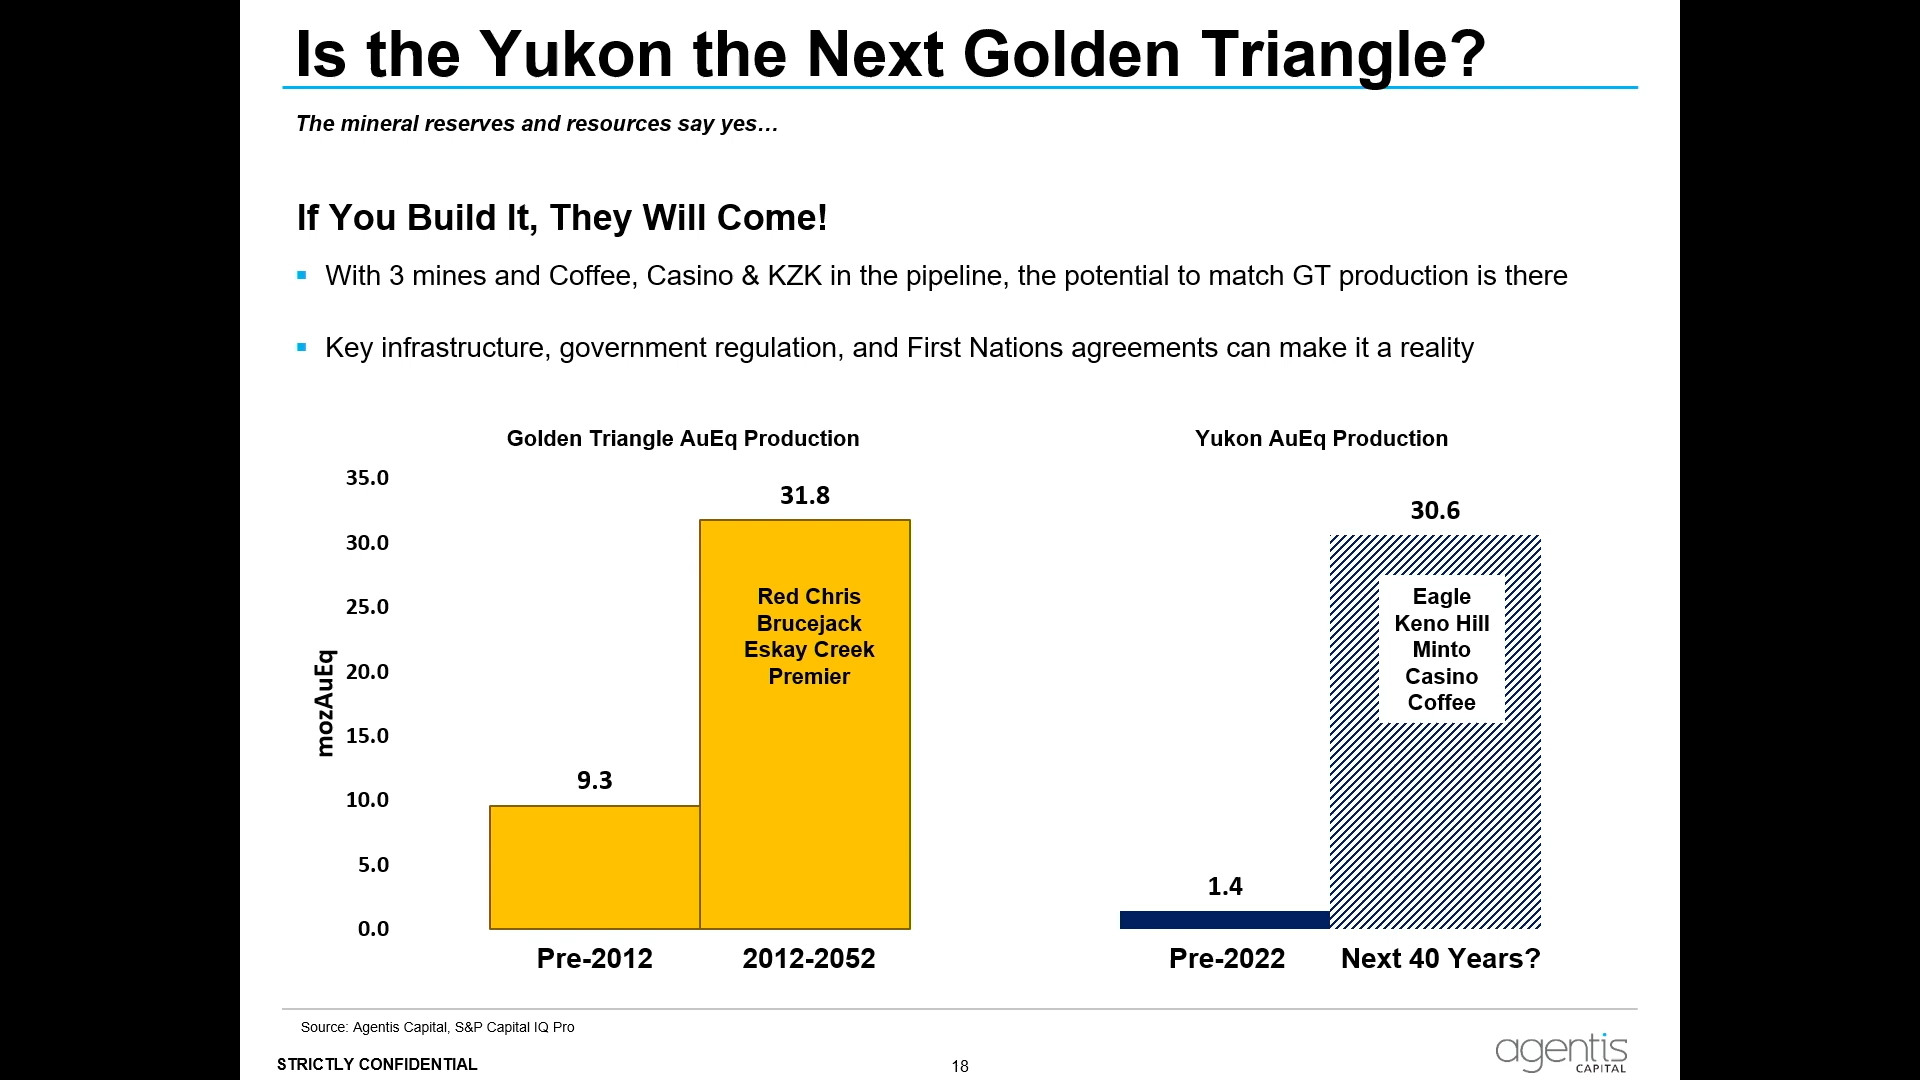 Is the Yukon the Next Golden Triangle?
The mineral reserves and resources say yes…
If You Build It, They Will Come!
▪ With 3 mines and Coffee, Casino & KZK in the pipeline, the potential to match GT production is there
▪ Key infrastructure, government regulation, and First Nations agreements can make it a reality
Golden Triangle AuEq Production
mozAuEq
35.0
30.0
25.0
20.0
15.0
10.0
5.0
0.0
9.3
31.8
Red Chris
Brucejack
Eskay Creek
Premier
Pre-2012
2012-2052
Yukon AuEq Production
1.4
30.6
Eagle
Keno Hill
Minto
Casino
Coffee
Pre-2022
Next 40 Years?
Source: Agentis Capital, S&P Capital IQ Pro
STRICTLY CONFIDENTIAL
18
agentis
CAPITAL